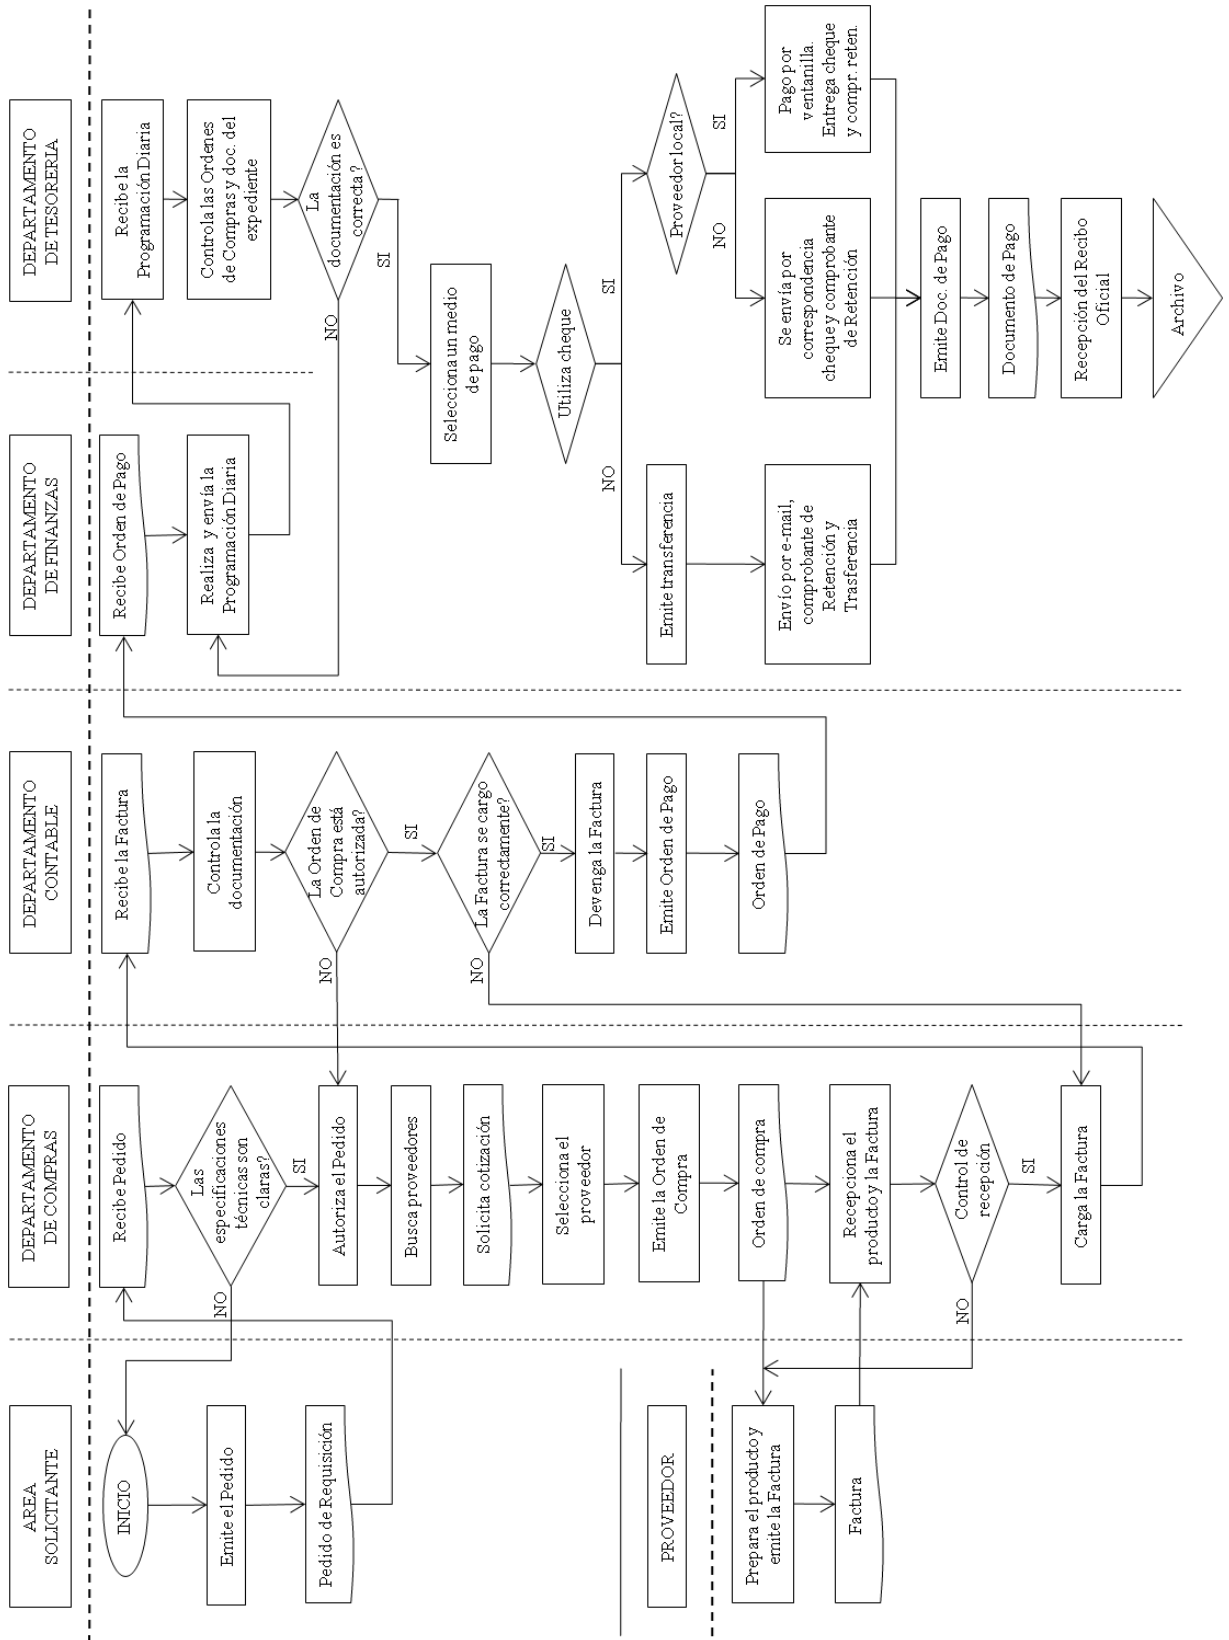 AREA
SOLICITANTE
INICIO
Emite el Pedido
Pedido de Requisición
PROVEEDOR
Prepara el producto y
emite la Factura
Factura
DEPARTAMENTO
DE COMPRAS
Recibe Pedido
Las
especificaciones
técnicas son
claras?
NO
SI
Autoriza el Pedido
Busca proveedores
Solicita cotización
Selecciona el
proveedor
Emite la Orden de
Compra
Orden de compra
Recepciona el
producto y la Factura
Control de
recepción
NO
SI
Carga la Factura
DEPARTAMENTO
CONTABLE
Recibe la Factura
Controla la
documentación
La Orden de
Compra está
autorizada?
NO
SI
La Factura se cargo
correctamente?
NO
SI
Devenga la Factura
Emite Orden de Pago
Orden de Pago
DEPARTAMENTO
DE FINANZAS
Recibe Orden de Pago
Realiza y envía la
Programación Diaria
DEPARTAMENTO
DE TESORERIA
Recibe la
Programación Diaria
Controla las Ordenes
de Compras y doc. del
expediente
La
documentación es
correcta?
NO
SI
Selecciona un medio
de pago
Utiliza cheque
NO
SI
Emite transferencia
Envío por e-mail,
comprobante de
Retención y
Trasferencia
Proveedor local?
NO
SI
Se envía por
correspondencia
cheque y comprobante
de Retención
Pago por
ventanilla.
Entrega cheque
y compr. reten.
Emite Doc. de Pago
Documento de Pago
Recepción del Recibo
Oficial
Archivo